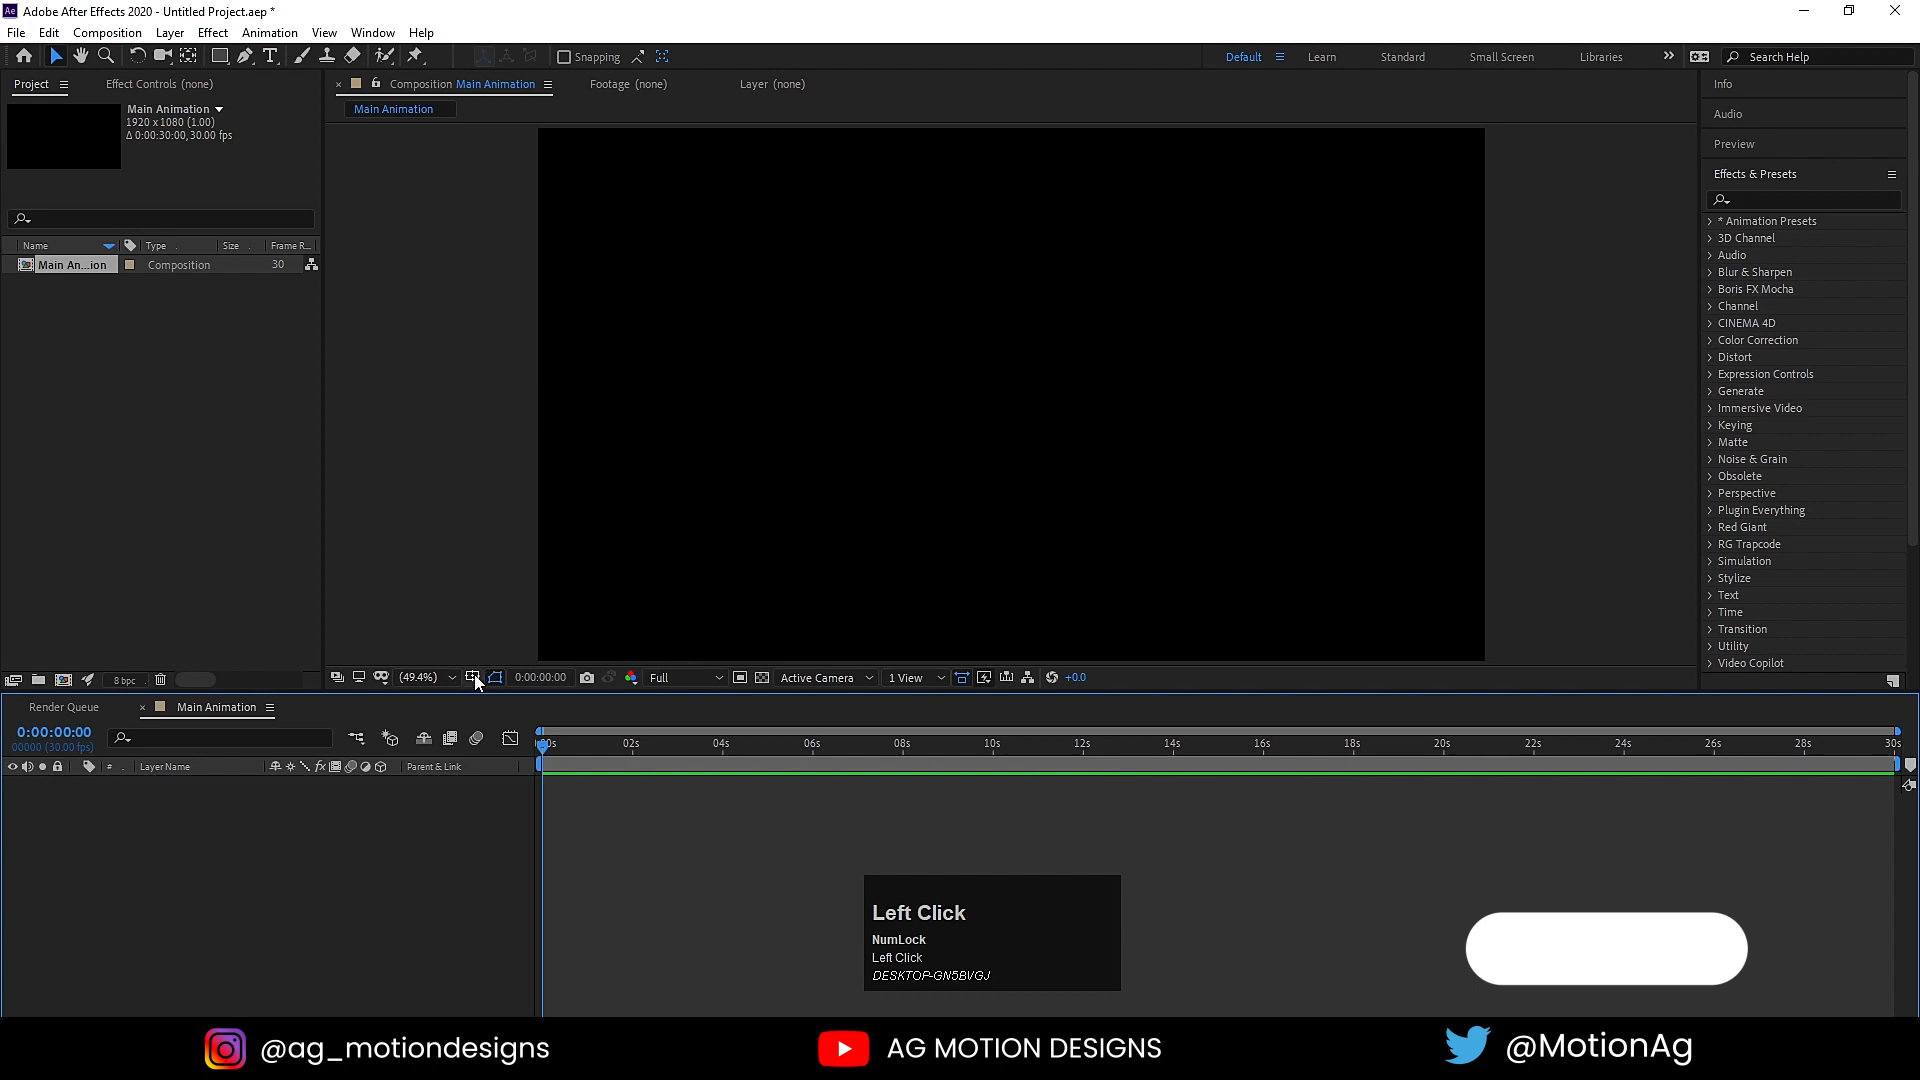 Adobe After Effects 2020 - Untitled Project.aep *
File Edit Composition Layer Effect Animation View Window Help
Snapping
Default Learn Standard Small Screen Libraries Search Help
Project Effect Controls (none)
Composition Main Animation Footage (none) Layer (none)
Main Animation
1920 x 1080 (1.00)
Δ 0:00:30:00, 30.00 fps
Main Animation
Name Type Size Frame R...
Main An...ion Composition 30
8 bpc
(49.4%) 0:00:00:00 Full Active Camera 1 View +0.0
Info
Audio
Preview
Effects & Presets
* Animation Presets
3D Channel
Audio
Blur & Sharpen
Boris FX Mocha
Channel
CINEMA 4D
Color Correction
Distort
Expression Controls
Generate
Immersive Video
Keying
Matte
Noise & Grain
Obsolete
Perspective
Plugin Everything
Red Giant
RG Trapcode
Simulation
Stylize
Text
Time
Transition
Utility
Video Copilot
Render Queue Main Animation
0:00:00:00
00000 (30.00 fps)
# Layer Name Parent & Link
02s 04s 06s 08s 10s 12s 14s 16s 18s 20s 22s 24s 26s 28s 30s
Left Click
NumLock
Left Click
DESKTOP-GN5BVGJ
@ag_motiondesigns AG MOTION DESIGNS @MotionAg